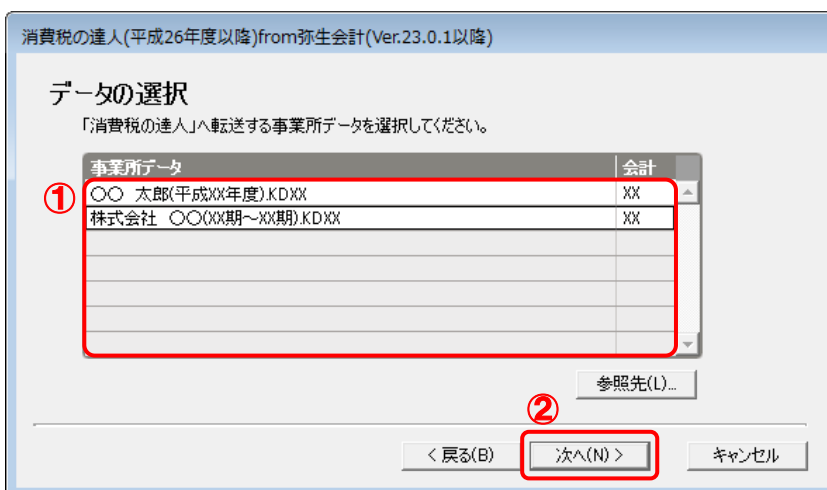 消費税の達人(平成26年度以降)from弥生会計(Ver.23.0.1以降)
データの選択
「消費税の達人」へ転送する事業所データを選択してください。
事業所データ 会計
①
〇〇 太郎(平成XX年度).KDXX XX
株式会社 〇〇(XX期～XX期).KDXX XX
参照先(L)...
②
< 戻る(B) 次へ(N) > キャンセル